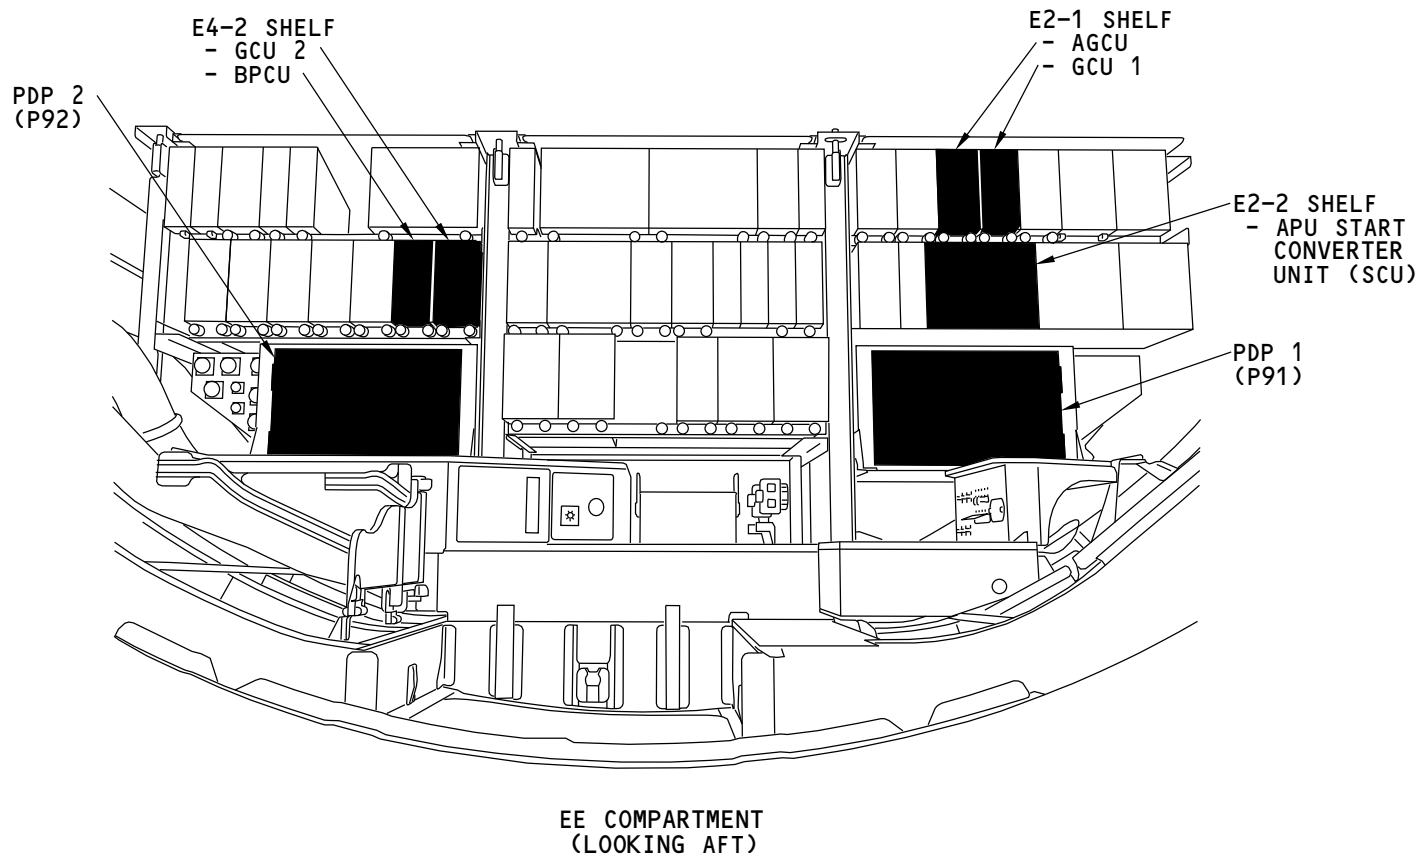 E4-2 SHELF
- GCU 2
- BPCU
E2-1 SHELF
- AGCU
- GCU 1
PDP 2
(P92)
E2-2 SHELF
- APU START
CONVERTER
UNIT (SCU)
PDP 1
(P91)
EE COMPARTMENT
(LOOKING AFT)